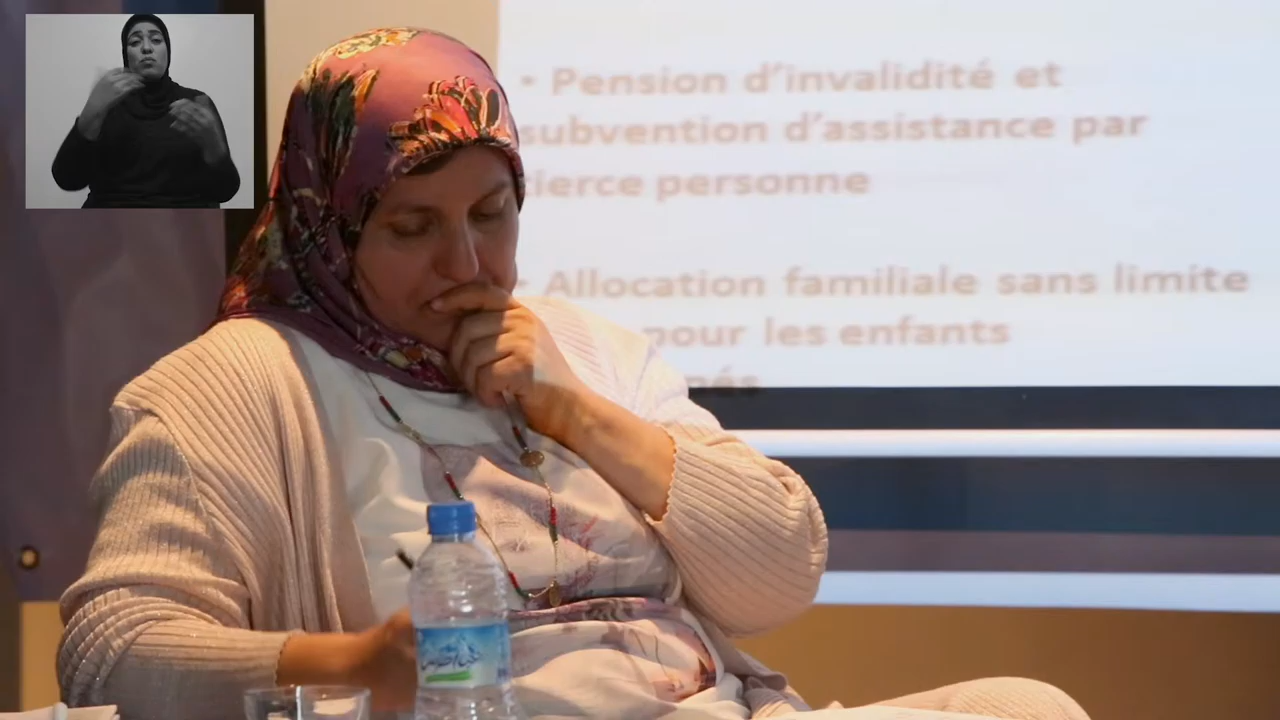 • Pension d'invalidité et
subvention d'assistance par
tierce personne
Allocation familiale sans limite
pour les enfants